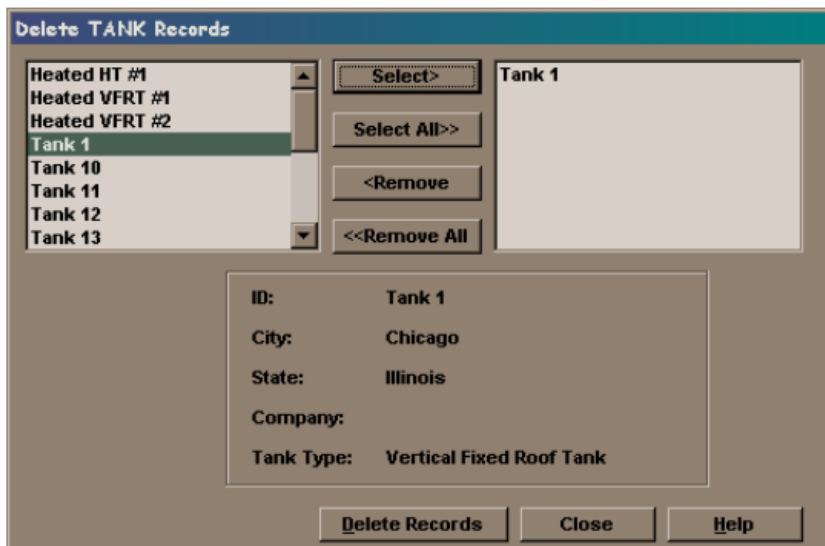 Delete TANK Records
Heated HT #1
Heated VFRT #1
Heated VFRT #2
Tank 1
Tank 10
Tank 11
Tank 12
Tank 13
Select>
Select All>>
<Remove
<<Remove All
Tank 1
ID: Tank 1
City: Chicago
State: Illinois
Company:
Tank Type: Vertical Fixed Roof Tank
Delete Records Close Help